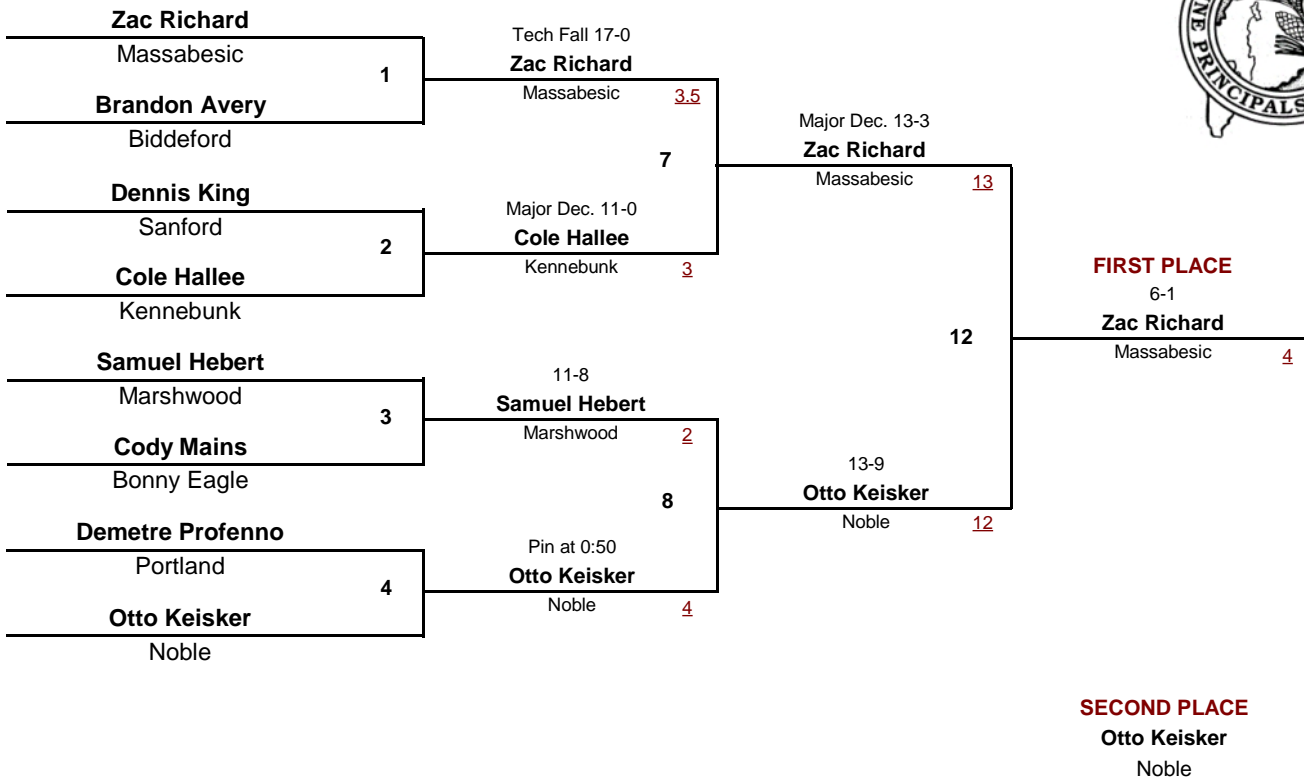 Zac Richard
Massabesic
1
Brandon Avery
Biddeford
Dennis King
Sanford
2
Cole Hallee
Kennebunk
Samuel Hebert
Marshwood
3
Cody Mains
Bonny Eagle
Demetre Profenno
Portland
4
Otto Keisker
Noble
Tech Fall 17-0
Zac Richard
Massabesic 3.5
7
Major Dec. 11-0
Cole Hallee
Kennebunk 3
11-8
Samuel Hebert
Marshwood 2
8
Pin at 0:50
Otto Keisker
Noble 4
Major Dec. 13-3
Zac Richard
Massabesic 13
12
13-9
Otto Keisker
Noble 12
FIRST PLACE
6-1
Zac Richard
Massabesic 4
SECOND PLACE
Otto Keisker
Noble
NE PRINCIPALS